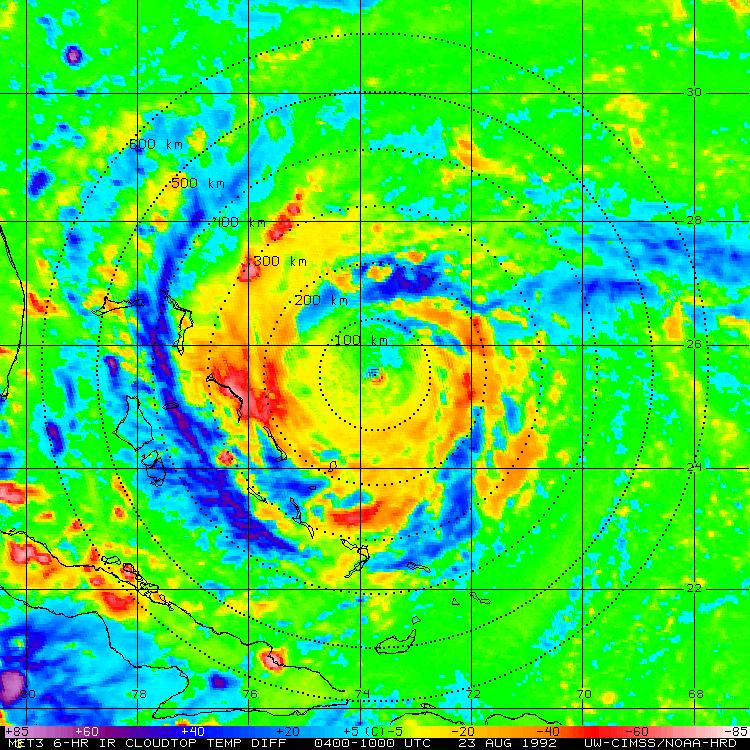 30
600 km
500 km
28
400 km
300 km
200 km
100 km
26
0
24
22
80 78 76 74 72 70 68
+85 +60 +40 +20 +5 (C) -5 -20 -40 -60 -85
MET3 6-HR IR CLOUDTOP TEMP DIFF 0400-1000 UTC 23 AUG 1992 UW-CIMSS&NOAA-HRD